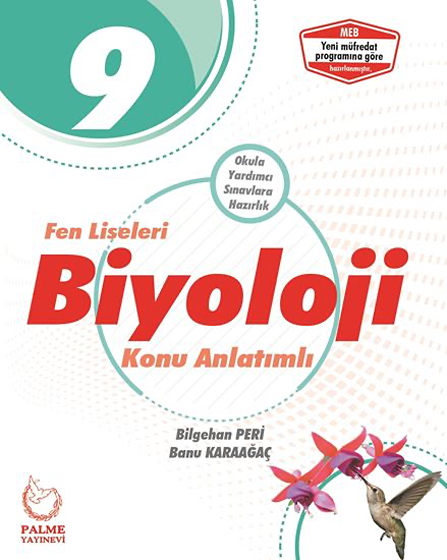 9
MEB
Yeni müfredat
programına göre
hazırlanmıştır.
Okula
Yardımcı
Sınavlara
Hazırlık
Fen Liseleri
Biyoloji
Konu Anlatımlı
Bilgehan PERİ
Banu KARAAĞAÇ
PALME
YAYINEVİ